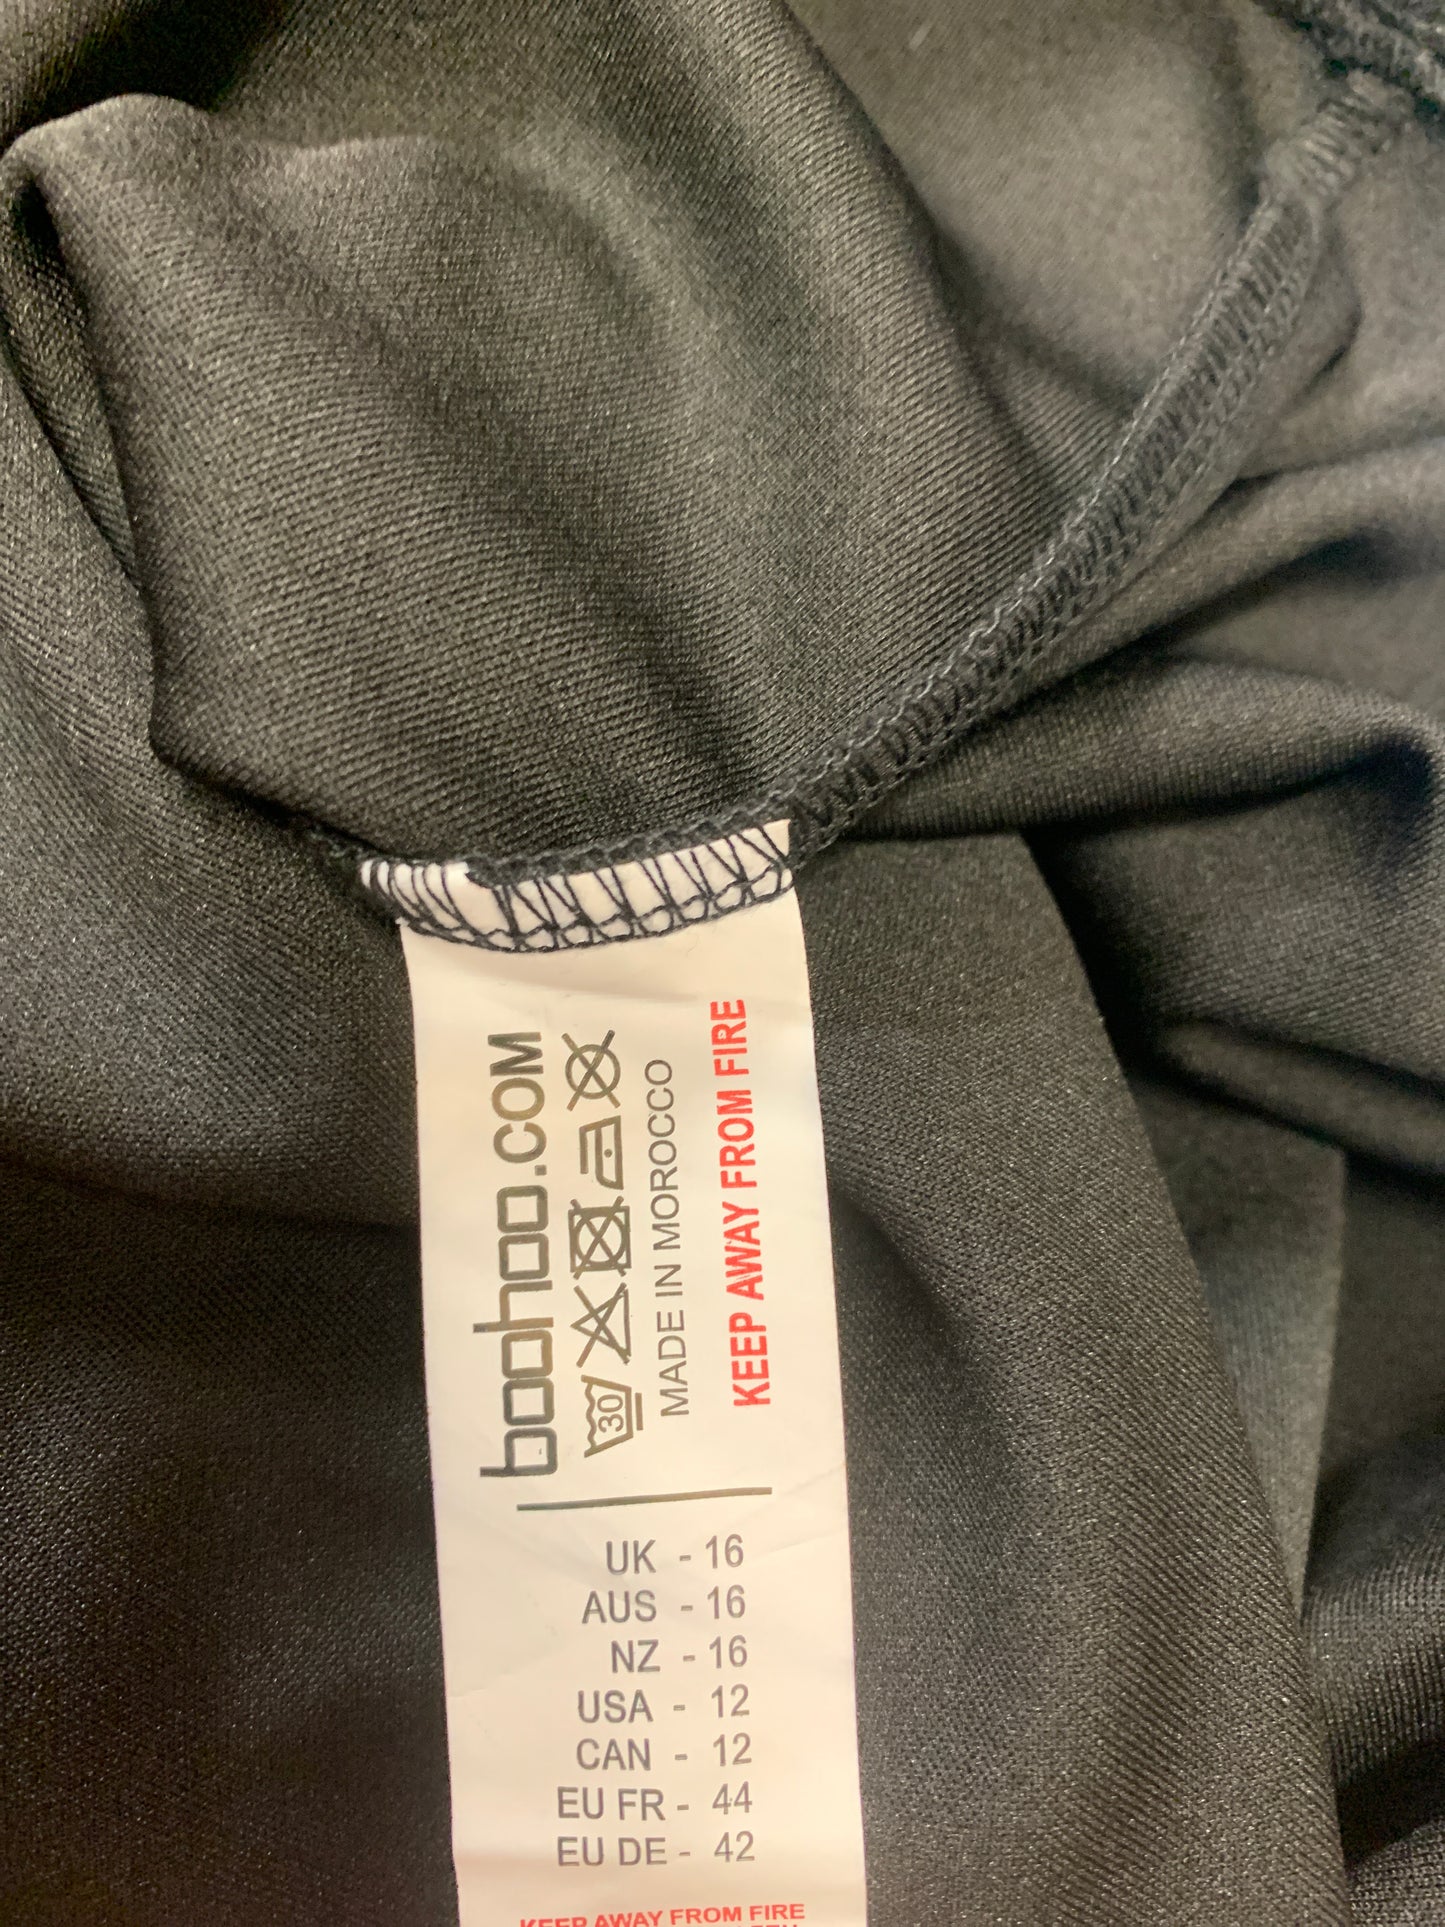 boohoo.COM
30
MADE IN MOROCCO
KEEP AWAY FROM FIRE
UK - 16
AUS - 16
NZ - 16
USA - 12
CAN - 12
EU FR - 44
EU DE - 42
KEEP AWAY FROM FIRE